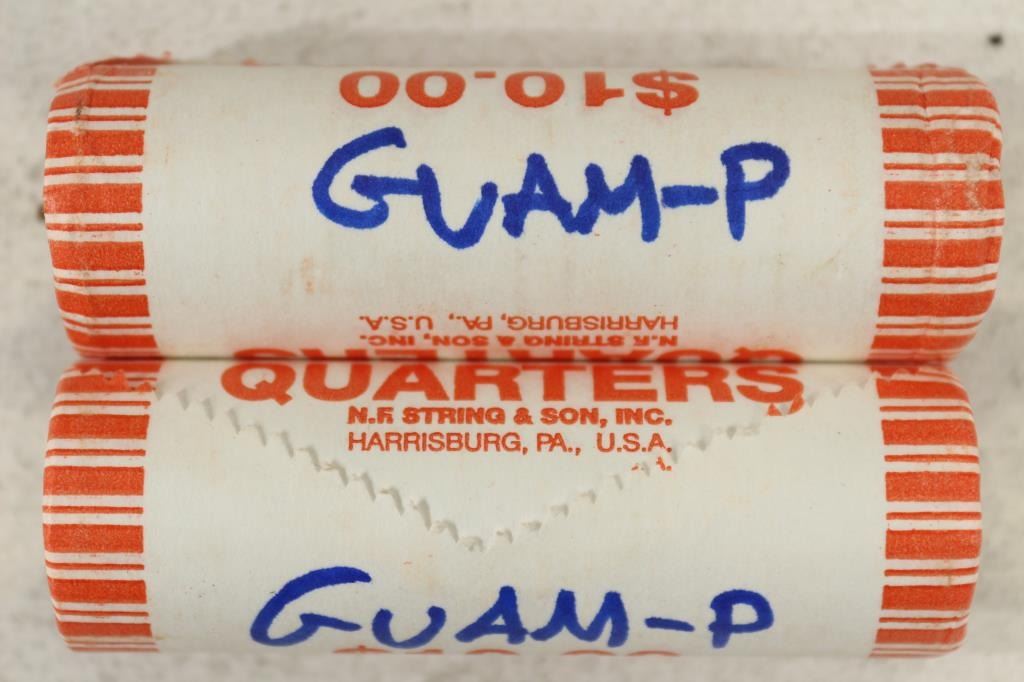 $10.00
GUAM-P
HARRISBURG, PA., U.S.A.
N.F. STRING & SON, INC.
QUARTERS
N.F. STRING & SON, INC.
HARRISBURG, PA., U.S.A.
A.
GUAM-P